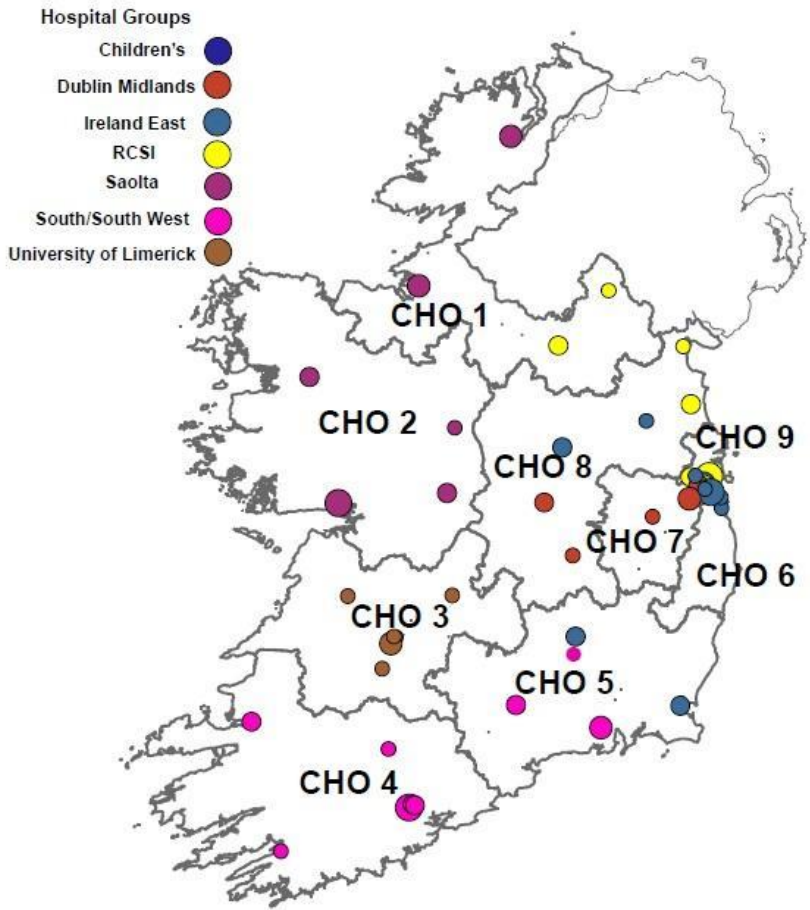 Hospital Groups
Children's
Dublin Midlands
Ireland East
RCSI
Saolta
South/South West
University of Limerick
CHO 1
CHO 2
CHO 9
CHO 8
CHO 7
CHO 6
CHO 3
CHO 5
CHO 4